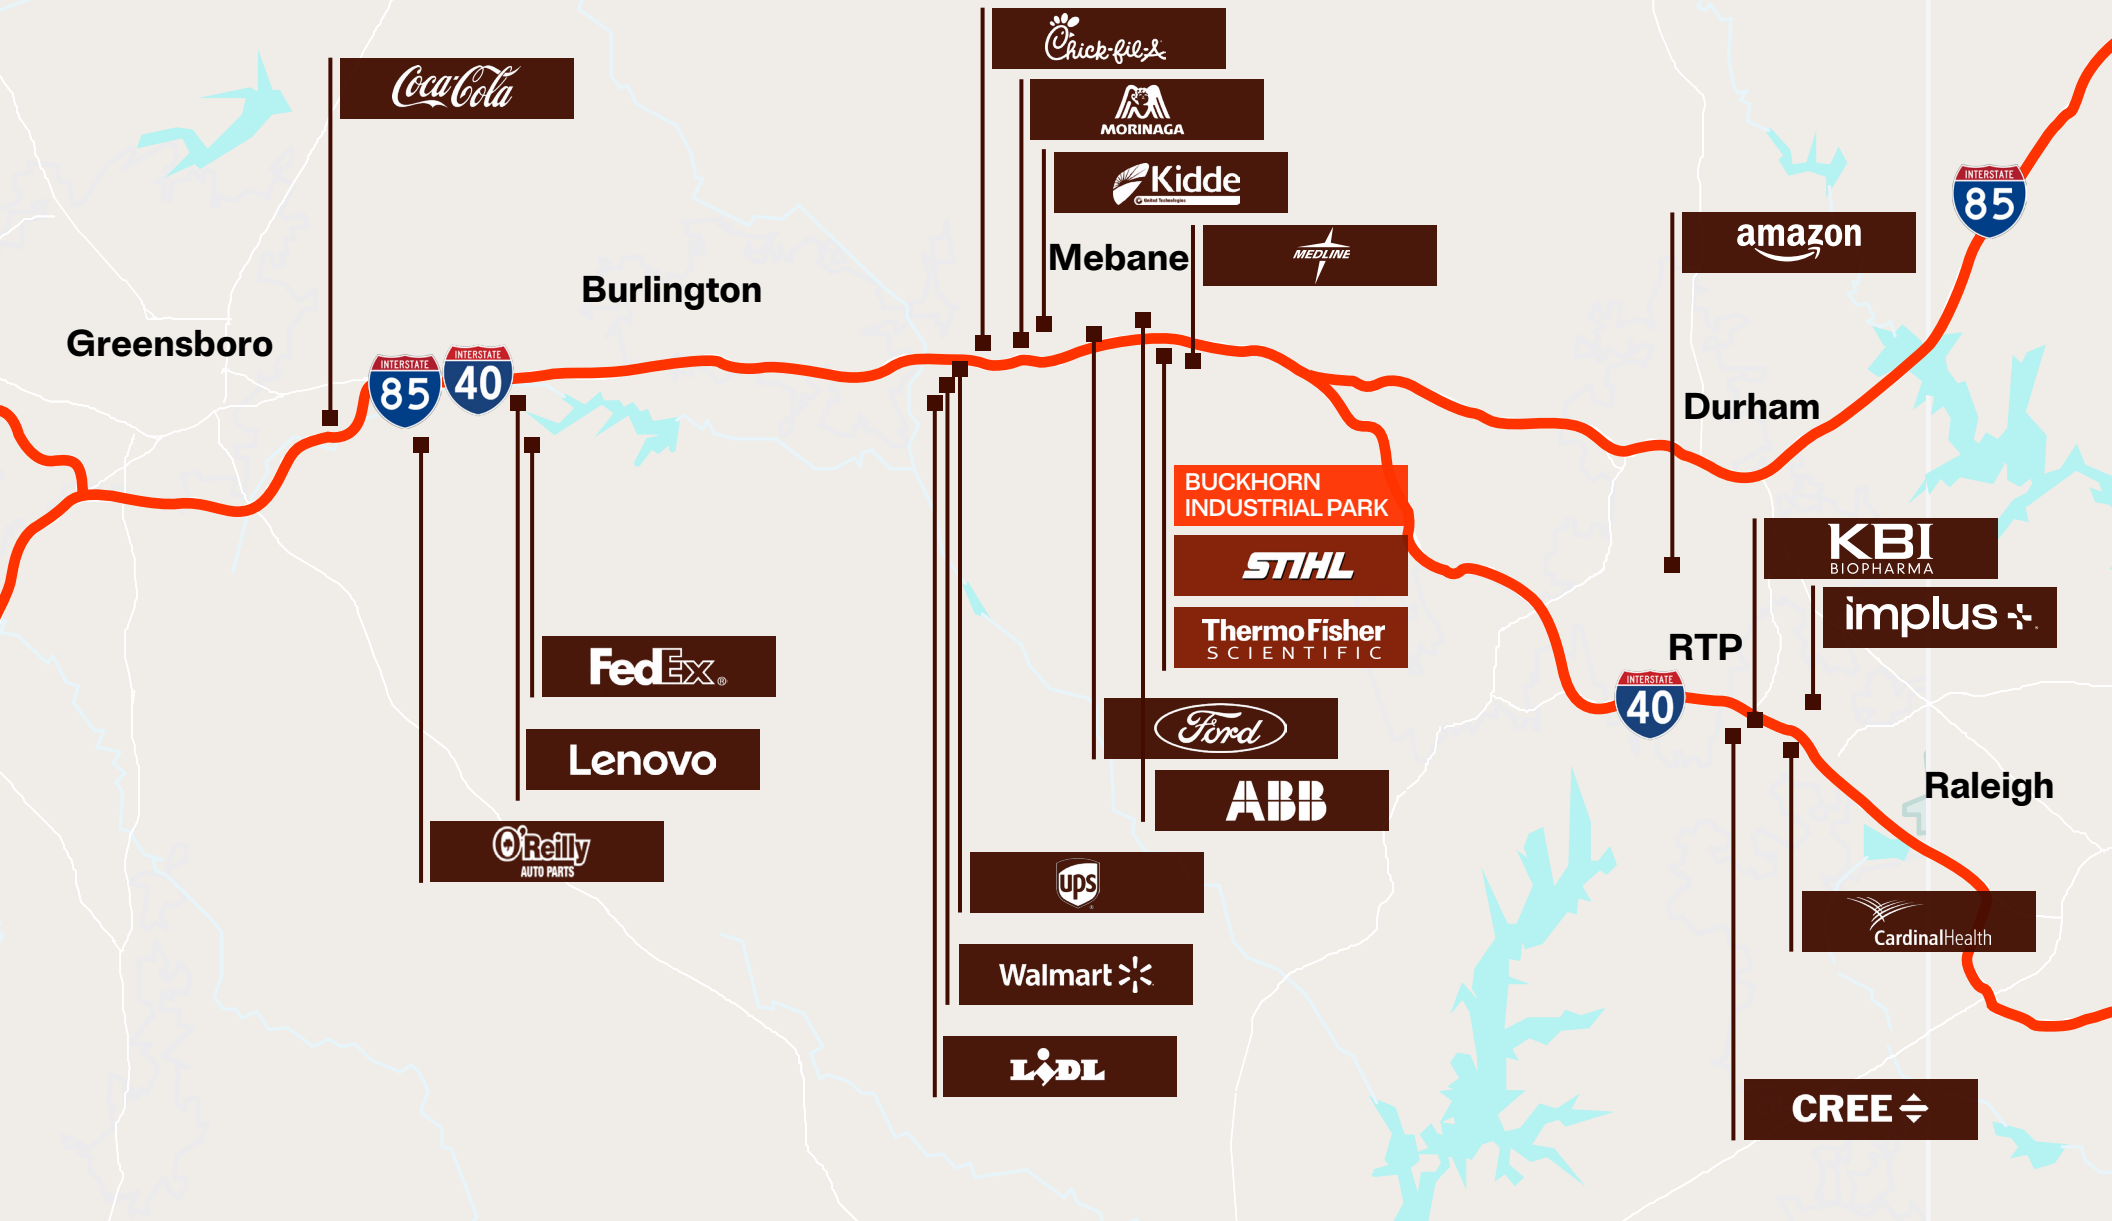 Chick-fil-A
Coca-Cola
MORINAGA
Kidde
United Technologies
INTERSTATE
85
amazon
MEDLINE
Mebane
Burlington
Greensboro
INTERSTATE
85
INTERSTATE
40
Durham
BUCKHORN
INDUSTRIAL PARK
STIHL
KBI
BIOPHARMA
implus
ThermoFisher
SCIENTIFIC
RTP
FedEx®
INTERSTATE
40
Ford
Lenovo
Raleigh
ABB
O'Reilly
AUTO PARTS
ups
CardinalHealth
Walmart
LIDL
CREE